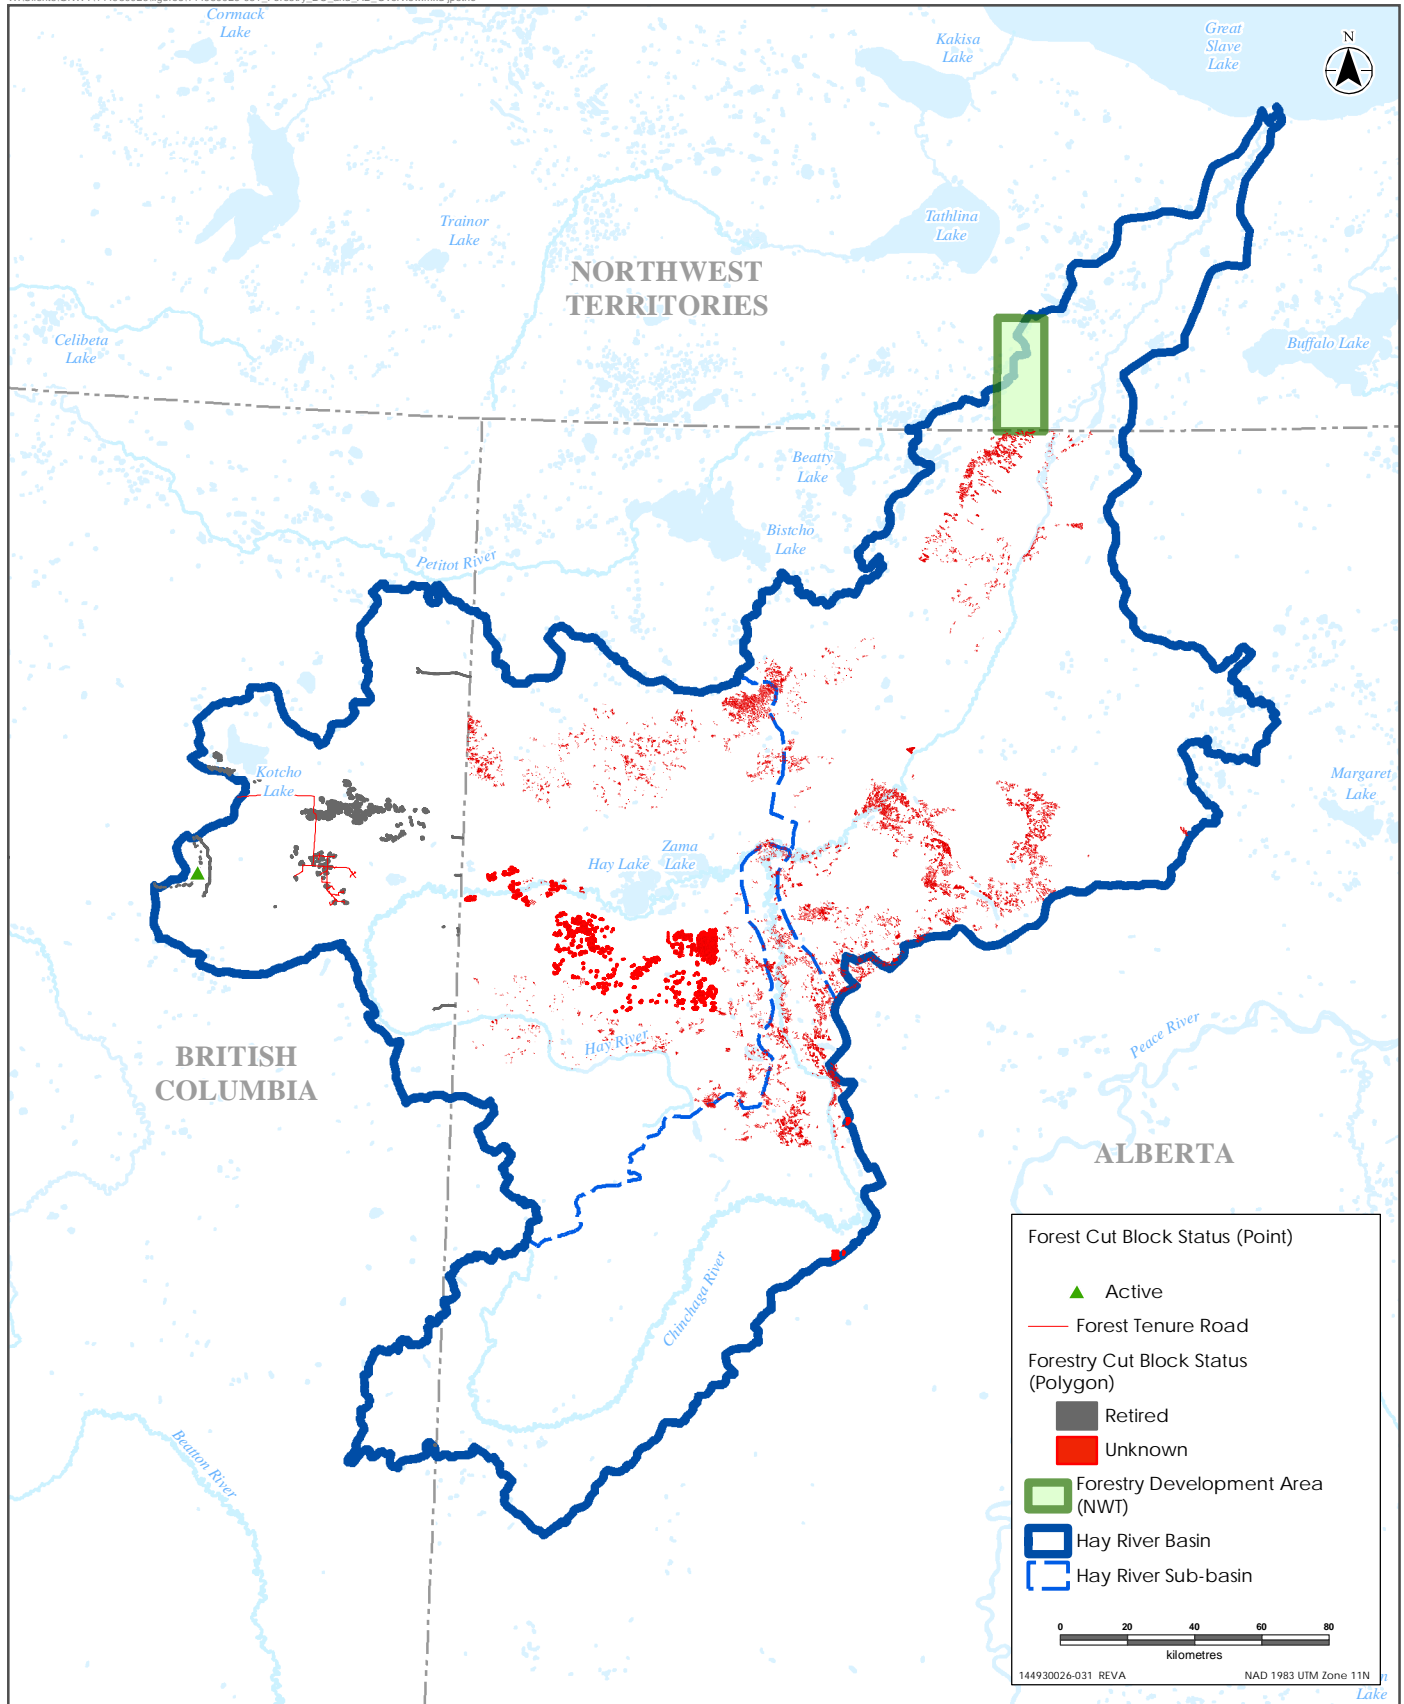 Cormack
Lake
Kakisa
Lake
Great
Slave
Lake
N
Trainor
Lake
Tathlina
Lake
NORTHWEST
TERRITORIES
Celibeta
Lake
Buffalo Lake
Beatty
Lake
Bistcho
Lake
Petitot River
Kotcho
Lake
Margaret
Lake
Zama
Lake
Hay Lake
Hay River
Peace River
BRITISH
COLUMBIA
ALBERTA
Chinchaga River
Beatton River
Forest Cut Block Status (Point)
Active
Forest Tenure Road
Forestry Cut Block Status
(Polygon)
Retired
Unknown
Forestry Development Area
(NWT)
Hay River Basin
Hay River Sub-basin
0 20 40 60 80
kilometres
144930026-031 REVA
NAD 1983 UTM Zone 11N
Lake